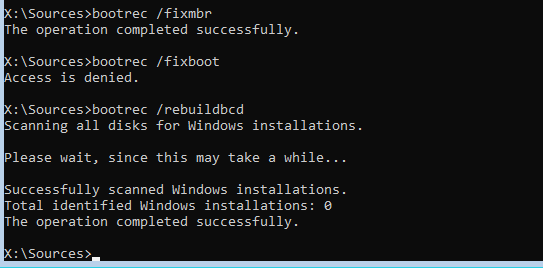 X:\Sources>bootrec /fixmbr
The operation completed successfully.
X:\Sources>bootrec /fixboot
Access is denied.
X:\Sources>bootrec /rebuildbcd
Scanning all disks for Windows installations.
Please wait, since this may take a while...
Successfully scanned Windows installations.
Total identified Windows installations: 0
The operation completed successfully.
X:\Sources>